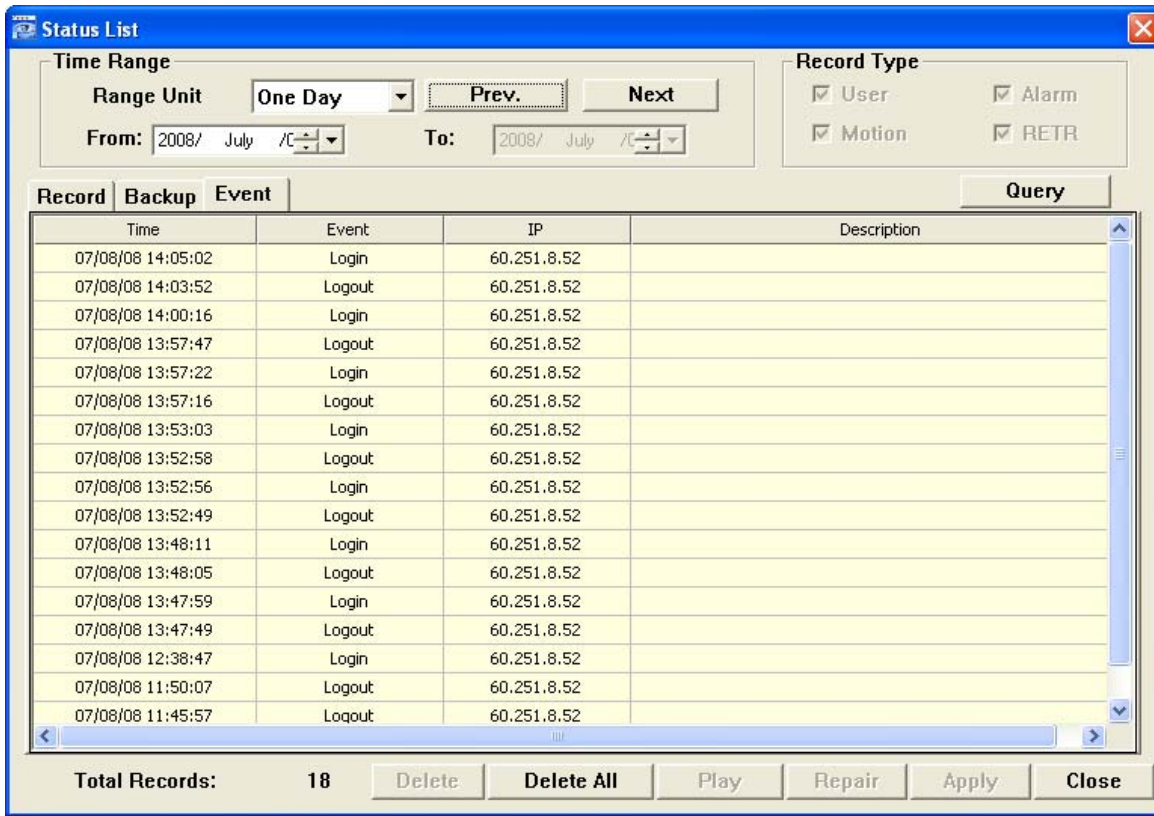 Status List
Time Range
Record Type
Range Unit One Day Prev. Next
User Alarm
From: 2008/ July To: 2008/ July
Motion RETR
Record Backup Event
Query
Time Event IP Description
07/08/08 14:05:02 Login 60.251.8.52
07/08/08 14:03:52 Logout 60.251.8.52
07/08/08 14:00:16 Login 60.251.8.52
07/08/08 13:57:47 Logout 60.251.8.52
07/08/08 13:57:22 Login 60.251.8.52
07/08/08 13:57:16 Logout 60.251.8.52
07/08/08 13:53:03 Login 60.251.8.52
07/08/08 13:52:58 Logout 60.251.8.52
07/08/08 13:52:56 Login 60.251.8.52
07/08/08 13:52:49 Logout 60.251.8.52
07/08/08 13:48:11 Login 60.251.8.52
07/08/08 13:48:05 Logout 60.251.8.52
07/08/08 13:47:59 Login 60.251.8.52
07/08/08 13:47:49 Logout 60.251.8.52
07/08/08 12:38:47 Login 60.251.8.52
07/08/08 11:50:07 Logout 60.251.8.52
07/08/08 11:45:57 Logout 60.251.8.52
Total Records: 18 Delete Delete All Play Repair Apply Close